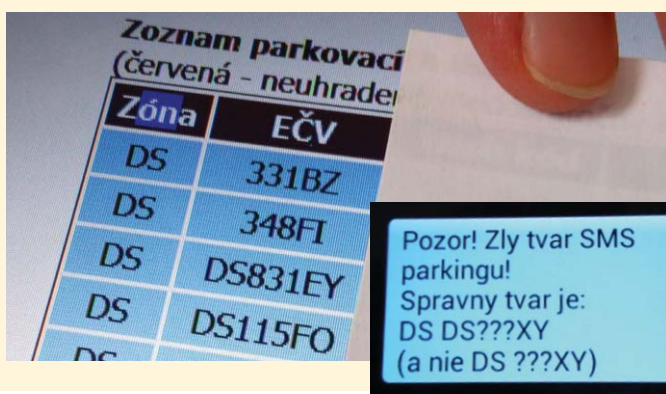 Zoznam parkovací
(červená - neuhraden
Zóna EČV
DS 331BZ
DS 348FI
DS DS831EY
DS DS115FO
DS
Pozor! Zly tvar SMS
parkingu!
Spravny tvar je:
DS DS???XY
(a nie DS ???XY)